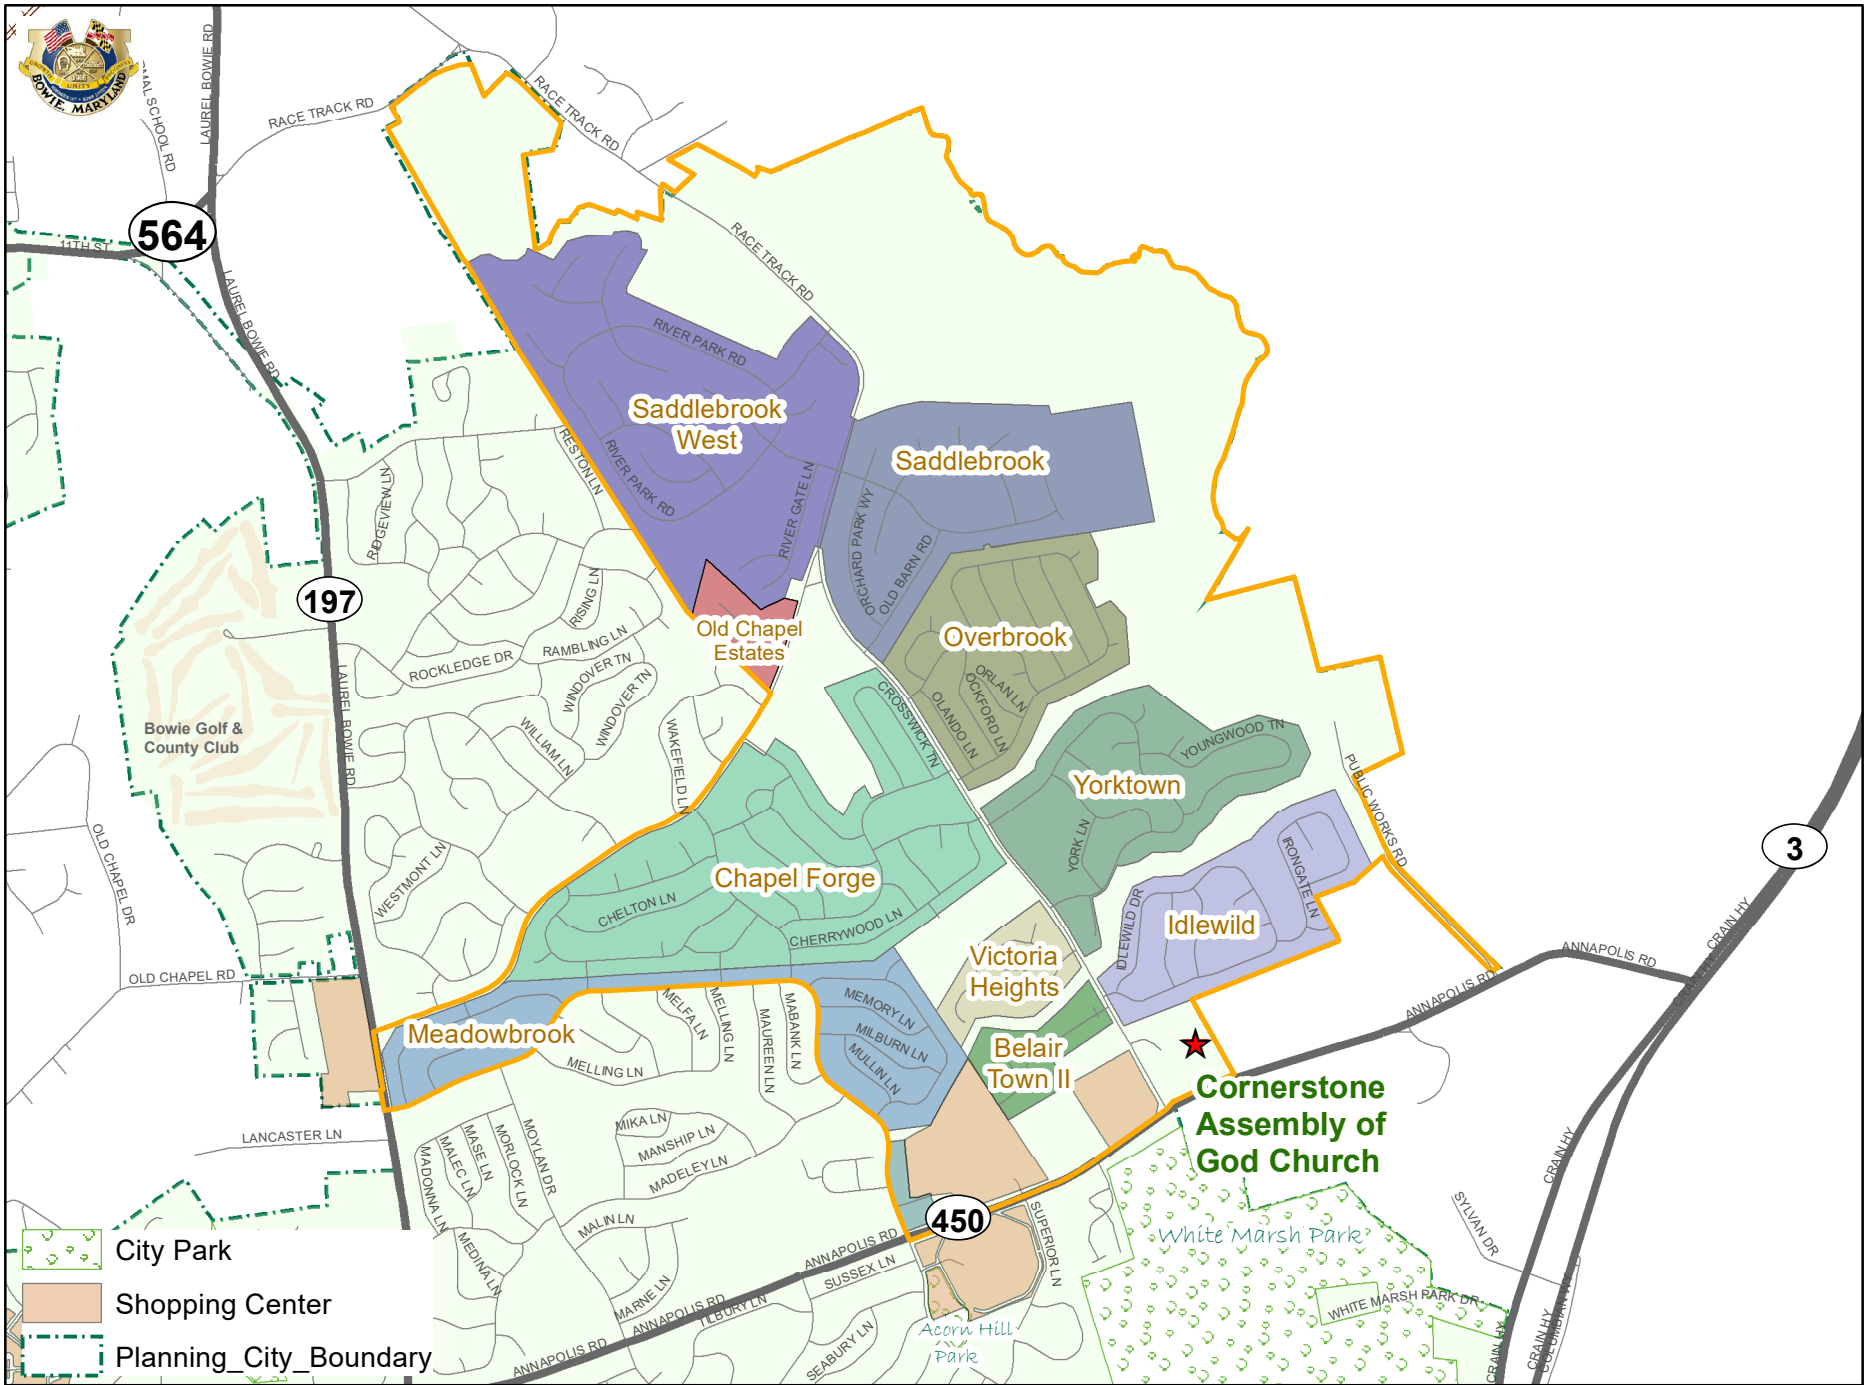 BOWIE, MARYLAND
UNITY
LAUREL BOWIE RD
RACE TRACK RD
RACE TRACK RD
564
11TH ST
LAUREL BOWIE RD
RACE TRACK RD
RIVER PARK RD
Saddlebrook
West
Saddlebrook
RESTON LN
RIVER PARK RD
RIVER GATE LN
ORCHARD PARK WY
OLD BARN RD
RIDGEVIEW LN
197
RISING LN
RAMBLING LN
ROCKLEDGE DR
WINDOVER TN
WINDOVER TN
Old Chapel
Estates
Overbrook
ORLAN LN
OCKFORD LN
OLANDO LN
CROSSWICK TN
LAUREL BOWIE RD
WILLIAM LN
WAKEFIELD LN
Bowie Golf &
County Club
Yorktown
YOUNGWOOD TN
YORK LN
PUBLIC WORKS RD
3
OLD CHAPEL DR
WESTMONT LN
Chapel Forge
CHELTON LN
CHERRYWOOD LN
IRONGATE LN
IDLEWILD DR
Idlewild
Victoria
Heights
OLD CHAPEL RD
ANNAPOLIS RD
ANNAPOLIS RD
CRAIN HY
CRAIN HY
Meadowbrook
MELFA LN
MELLING LN
MAUREEN LN
MABANK LN
MELLING LN
MEMORY LN
MILBURN LN
MULLIN LN
Belair
Town II
Cornerstone
Assembly of
God Church
LANCASTER LN
MADONNA LN
MALEC LN
MASE LN
MORLOCK LN
MOYLAN DR
MIKA LN
MANSHIP LN
MADELEY LN
MALIN LN
MEDINA LN
MARNE LN
ANNAPOLIS RD
450
SUPERIOR LN
SUSSEX LN
TILBURY LN
ANNAPOLIS RD
ANNAPOLIS RD
SEABURY LN
Acorn Hill
Park
White Marsh Park
WHITE MARSH PARK DR
SYLVAN DR
CRAIN HY
CRAIN HY
CRAIN HY
City Park
Shopping Center
Planning_City_Boundary